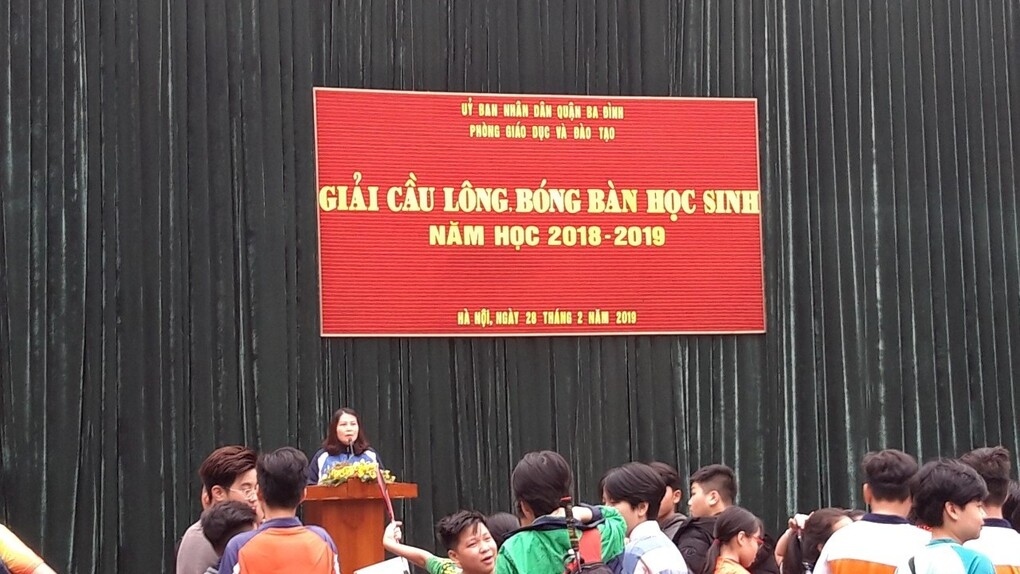 UỶ BAN NHÂN DÂN QUẬN BA ĐÌNH
PHÒNG GIÁO DỤC VÀ ĐÀO TẠO
GIẢI CẦU LÔNG, BÓNG BÀN HỌC SINH
NĂM HỌC 2018-2019
HÀ NỘI, NGÀY 28 THÁNG 2 NĂM 2019